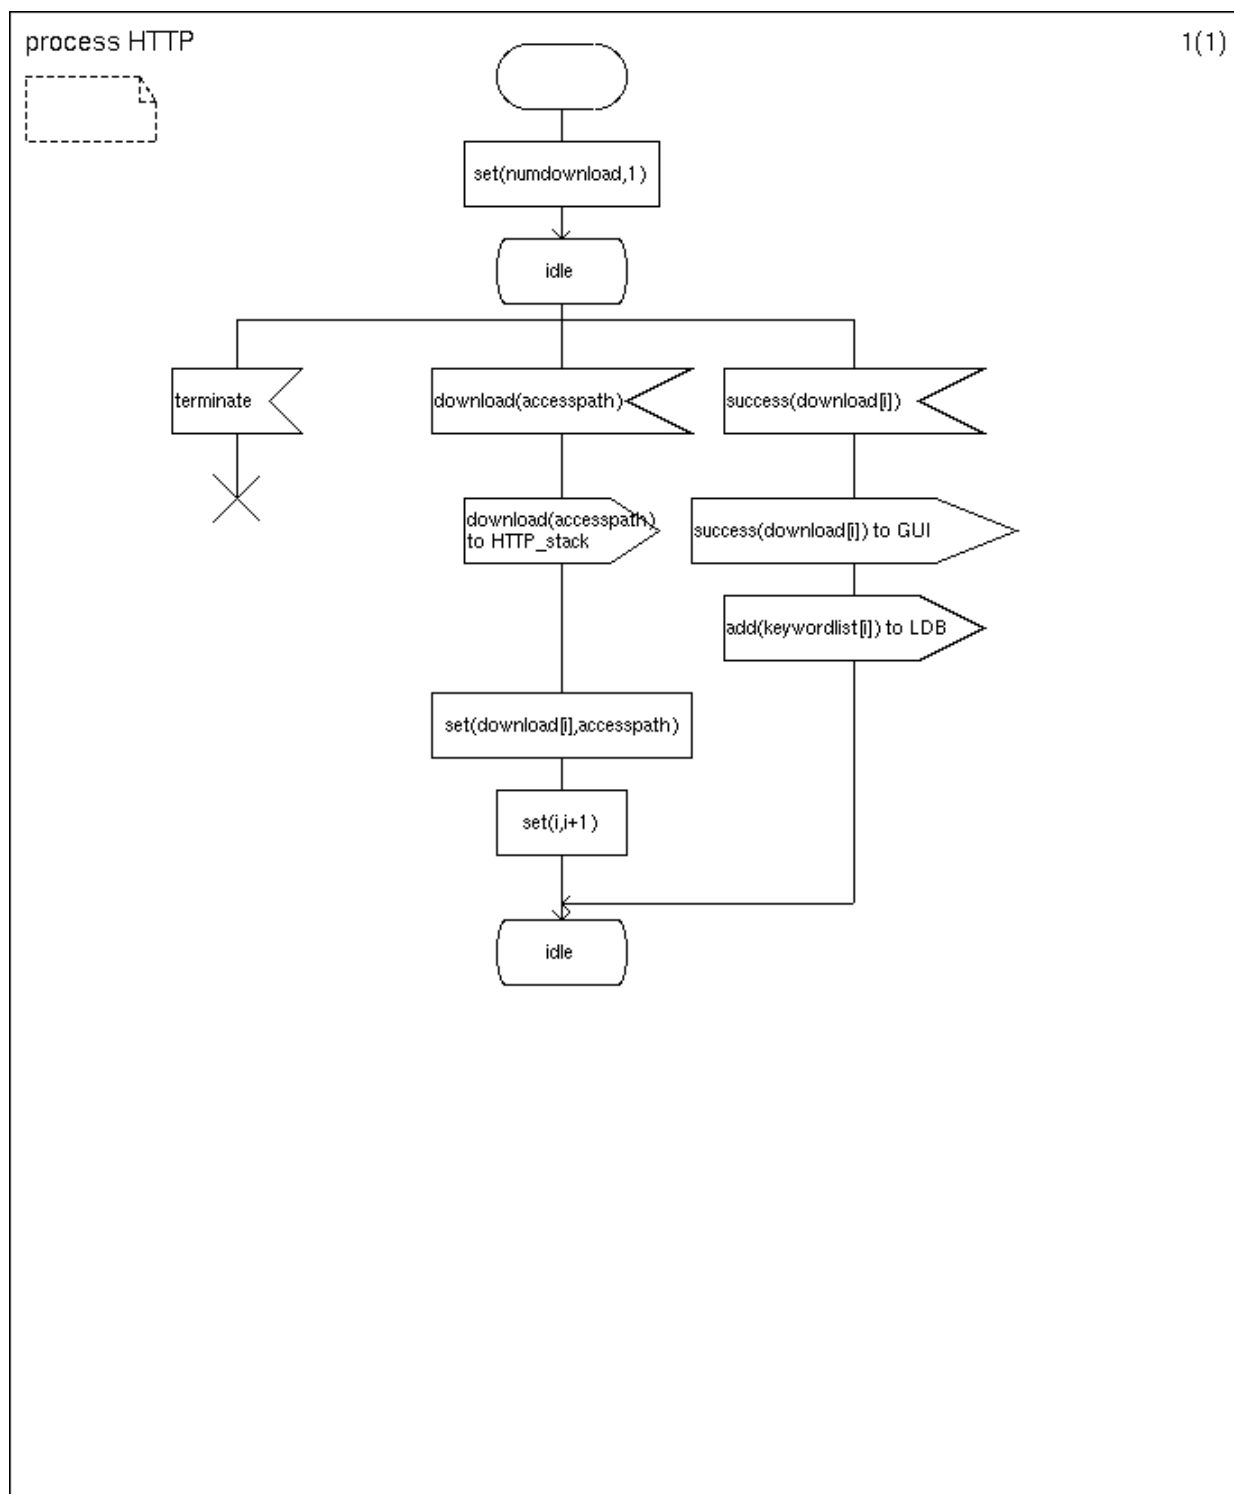 process HTTP
1(1)
set(numdownload,1)
idle
terminate
download(accesspath)
success(download[i])
download(accesspath)
to HTTP_stack
success(download[i]) to GUI
add(keywordlist[i]) to LDB
set(download[i],accesspath)
set(i,i+1)
idle